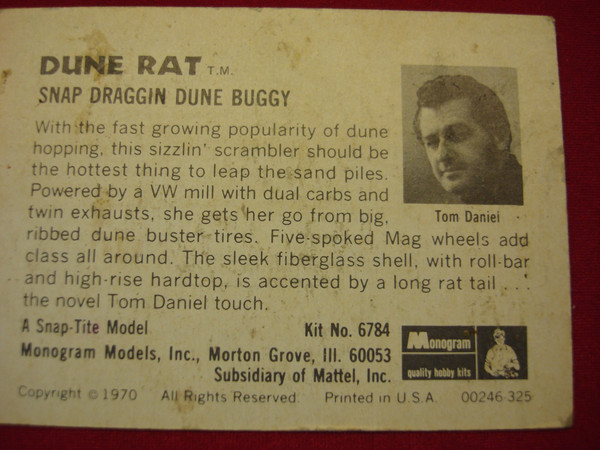 DUNE RAT T.M.
SNAP DRAGGIN DUNE BUGGY
With the fast growing popularity of dune
hopping, this sizzlin' scrambler should be
the hottest thing to leap the sand piles.
Powered by a VW mill with dual carbs and
twin exhausts, she gets her go from big,
ribbed dune buster tires. Five-spoked Mag wheels add
class all around. The sleek fiberglass shell, with roll-bar
and high-rise hardtop, is accented by a long rat tail . . .
the novel Tom Daniel touch.
Tom Daniel
A Snap-Tite Model Kit No. 6784
Monogram Models, Inc., Morton Grove, Ill. 60053
Subsidiary of Mattel, Inc.
Monogram
quality hobby kits
Copyright © 1970 All Rights Reserved Printed in U.S.A. 00246-325